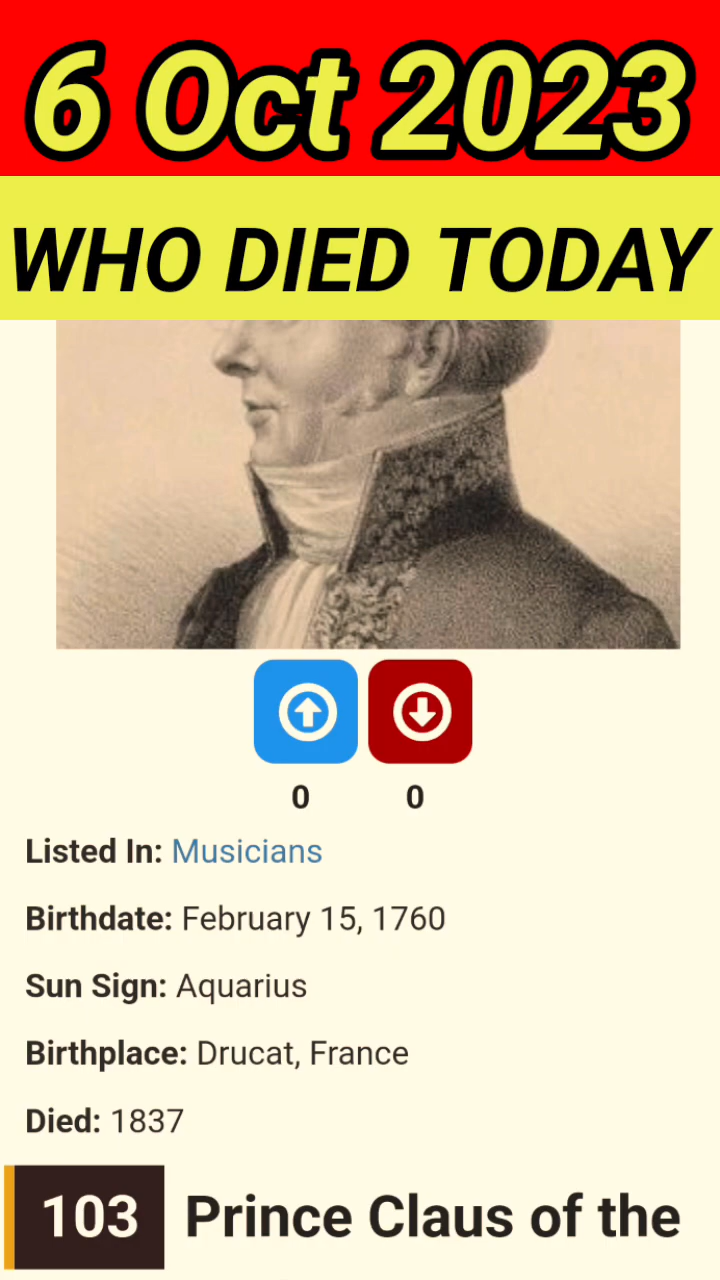 6 Oct 2023
WHO DIED TODAY
0 0
Listed In: Musicians
Birthdate: February 15, 1760
Sun Sign: Aquarius
Birthplace: Drucat, France
Died: 1837
103 Prince Claus of the